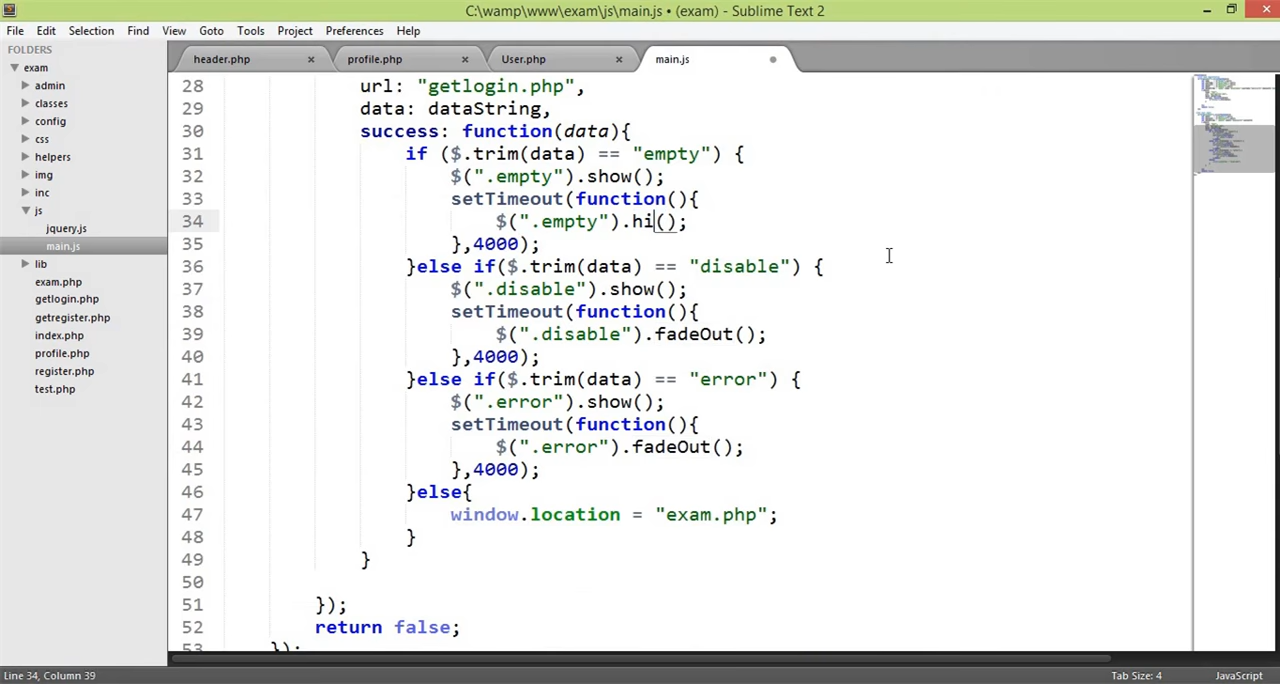 C:\wamp\www\exam\js\main.js • (exam) - Sublime Text 2
File Edit Selection Find View Goto Tools Project Preferences Help
FOLDERS
exam
admin
classes
config
css
helpers
img
inc
js
jquery.js
main.js
lib
exam.php
getlogin.php
getregister.php
index.php
profile.php
register.php
test.php
header.php profile.php User.php main.js
28 url: "getlogin.php",
29 data: dataString,
30 success: function(data){
31 if ($.trim(data) == "empty") {
32 $(".empty").show();
33 setTimeout(function(){
34 $(".empty").hi();
35 },4000);
36 }else if($.trim(data) == "disable") {
37 $(".disable").show();
38 setTimeout(function(){
39 $(".disable").fadeOut();
40 },4000);
41 }else if($.trim(data) == "error") {
42 $(".error").show();
43 setTimeout(function(){
44 $(".error").fadeOut();
45 },4000);
46 }else{
47 window.location = "exam.php";
48 }
49 }
50
51 });
52 return false;
53 });
Line 34, Column 39 Tab Size: 4 JavaScript